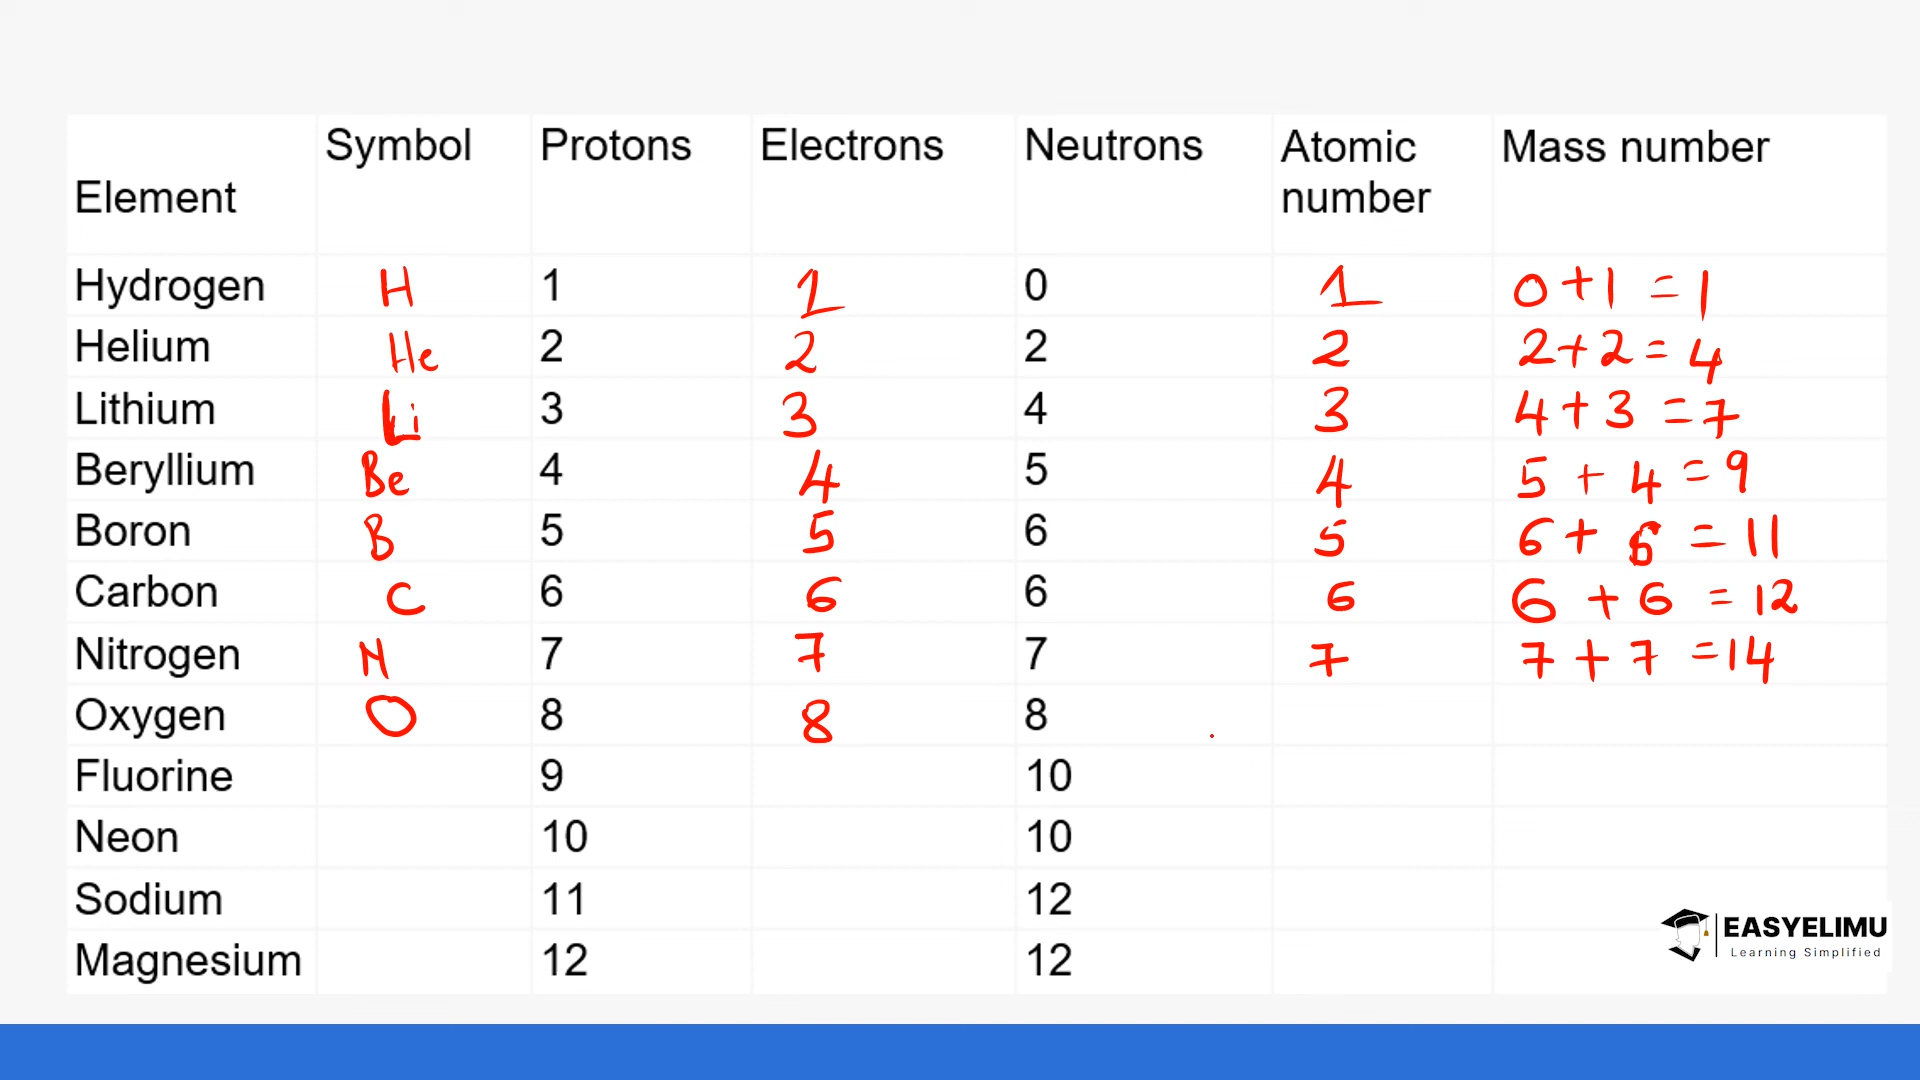 Element Symbol Protons Electrons Neutrons Atomic number Mass number
Hydrogen H 1 1 0 1 0 + 1 = 1
Helium He 2 2 2 2 2 + 2 = 4
Lithium Li 3 3 4 3 4 + 3 = 7
Beryllium Be 4 4 5 4 5 + 4 = 9
Boron B 5 5 6 5 6 + 5 = 11
Carbon C 6 6 6 6 6 + 6 = 12
Nitrogen N 7 7 7 7 7 + 7 = 14
Oxygen O 8 8 8
Fluorine 9 10
Neon 10 10
Sodium 11 12
Magnesium 12 12
EASYELIMU
Learning Simplified